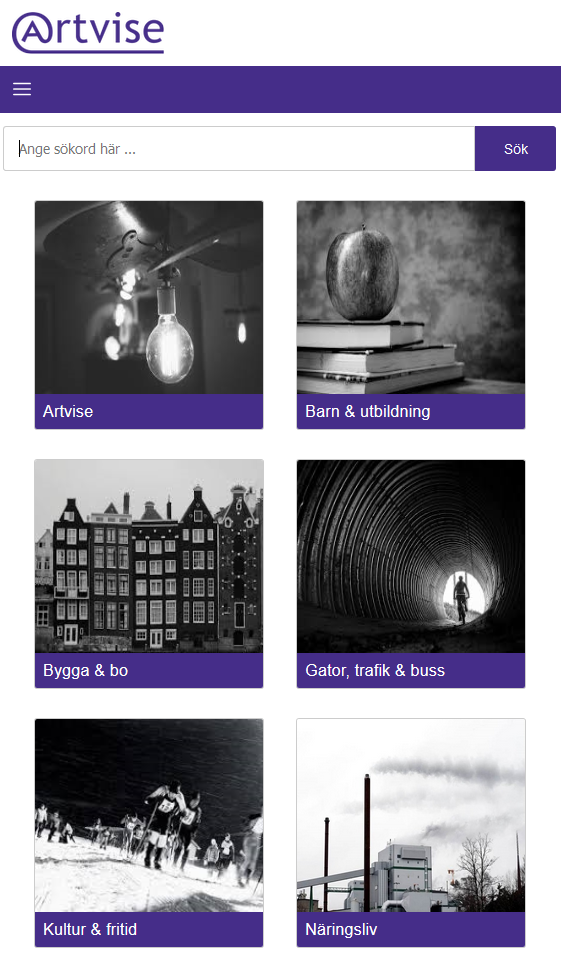 Artvise
Ange sökord här ...
Sök
Artvise
Barn & utbildning
Bygga & bo
Gator, trafik & buss
Kultur & fritid
Näringsliv